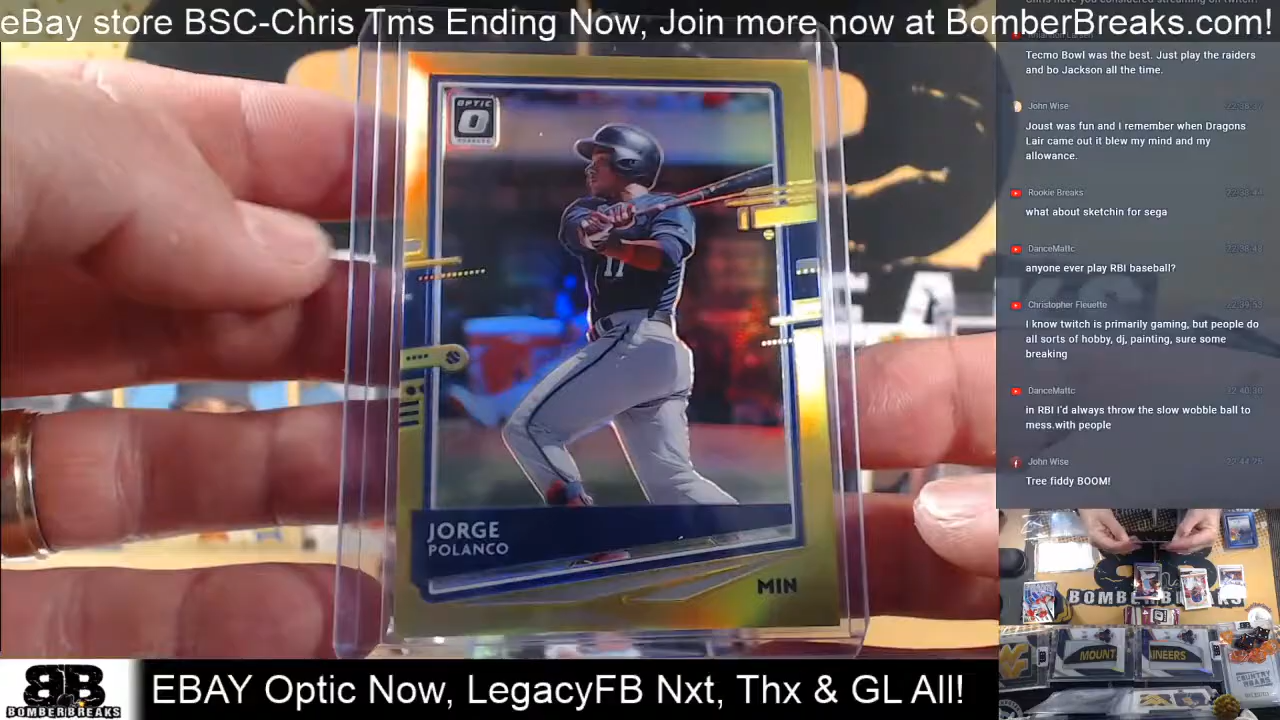 eBay store BSC-Chris Tms Ending Now, Join more now at BomberBreaks.com!
Tecmo Bowl was the best. Just play the raiders
and bo Jackson all the time.
John Wise
Joust was fun and I remember when Dragons
Lair came out it blew my mind and my
allowance.
Rookie Breaks
what about sketchin for sega
DanceMattc
anyone ever play RBI baseball?
Christopher Fleuette
I know twitch is primarily gaming, but people do
all sorts of hobby, dj, painting, sure some
breaking
DanceMattc
in RBI I'd always throw the slow wobble ball to
mess.with people
John Wise
Tree fiddy BOOM!
OPTIC
17
JORGE
POLANCO
MIN
MOUNT
AINEERS
BB
BOMBERBREAKS
EBAY Optic Now, LegacyFB Nxt, Thx & GL All!